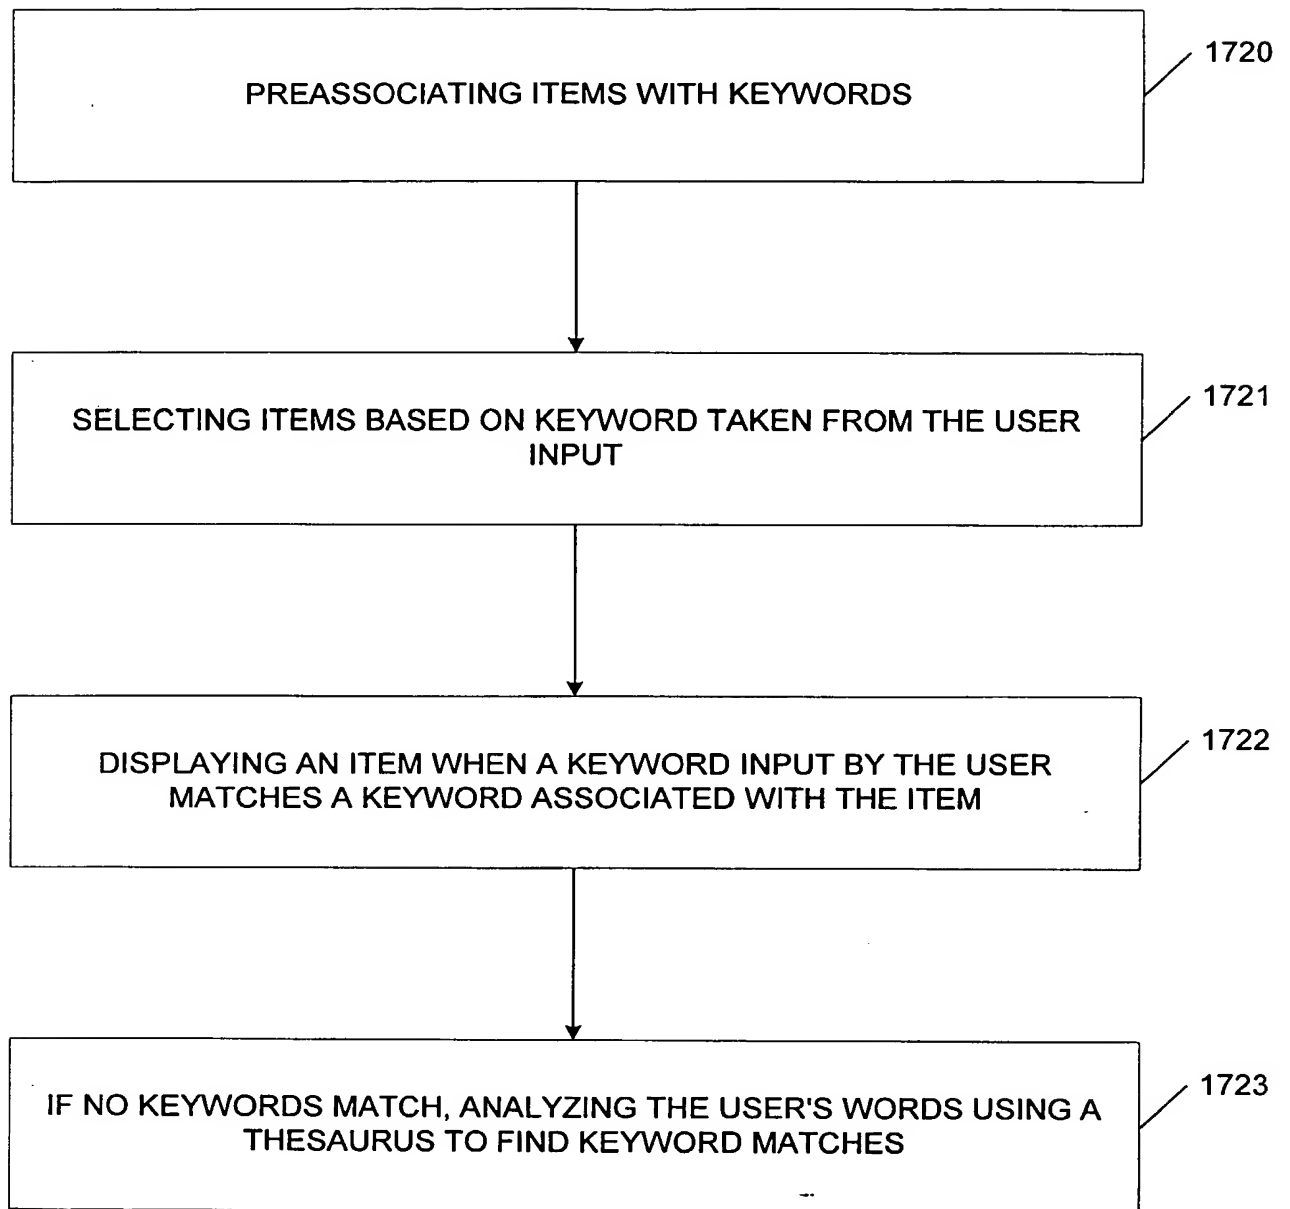 1720
PREASSOCIATING ITEMS WITH KEYWORDS
1721
SELECTING ITEMS BASED ON KEYWORD TAKEN FROM THE USER
INPUT
1722
DISPLAYING AN ITEM WHEN A KEYWORD INPUT BY THE USER
MATCHES A KEYWORD ASSOCIATED WITH THE ITEM
1723
IF NO KEYWORDS MATCH, ANALYZING THE USER'S WORDS USING A
THESAURUS TO FIND KEYWORD MATCHES